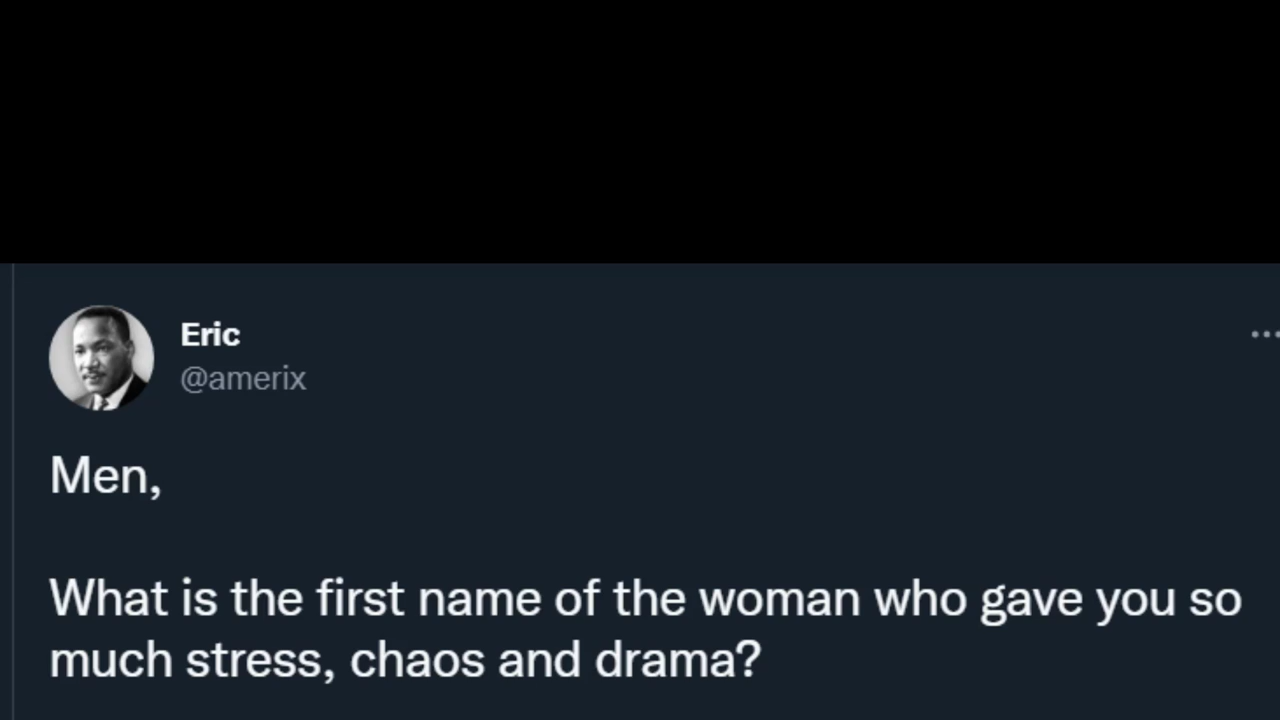 Eric
@amerix
Men,
What is the first name of the woman who gave you so
much stress, chaos and drama?